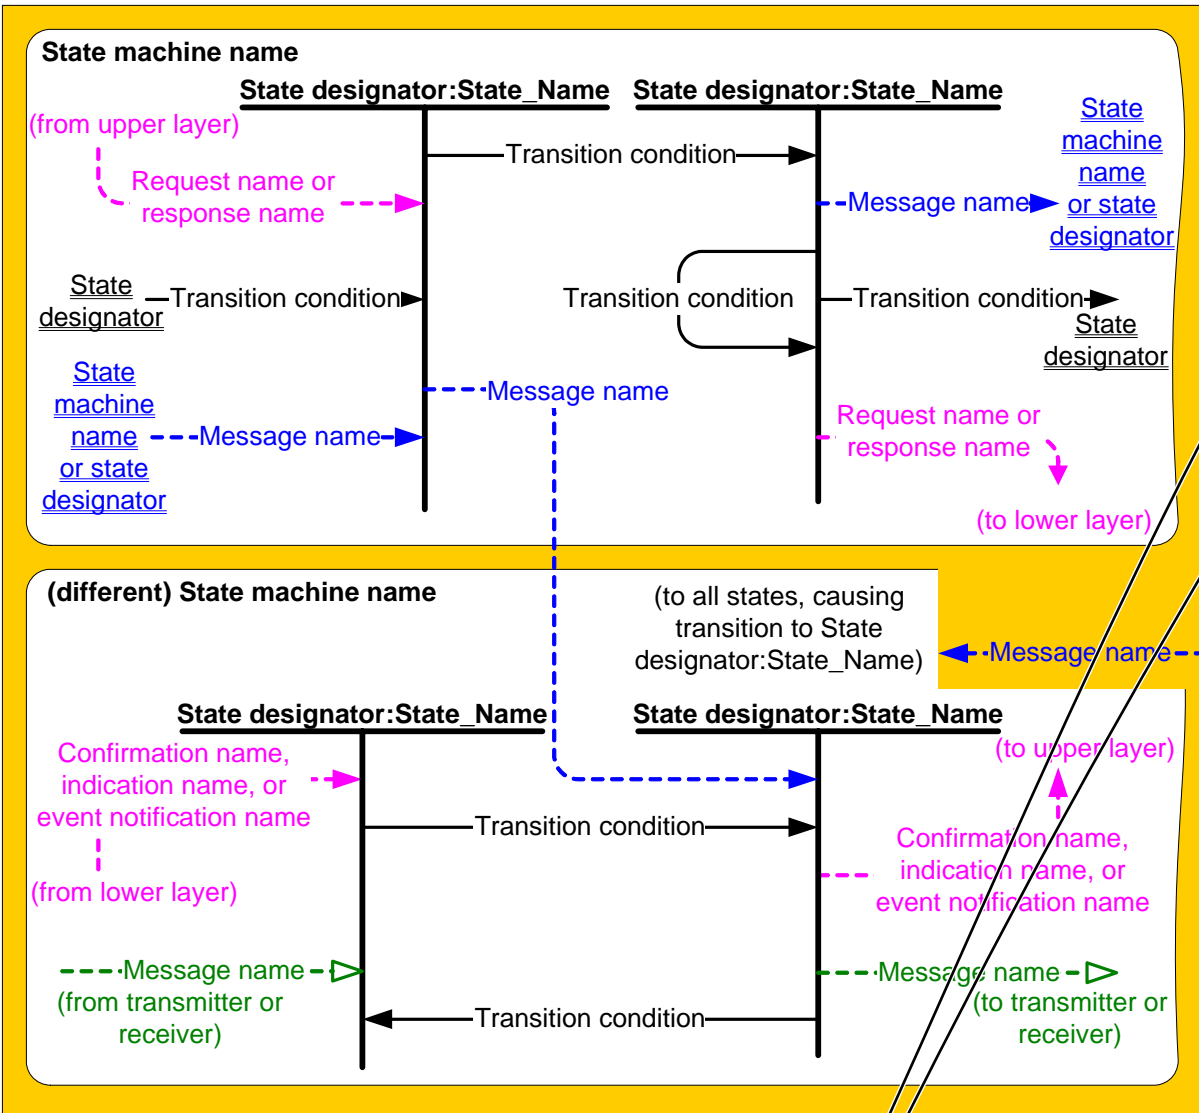 State machine name
State designator:State_Name
State designator:State_Name
(from upper layer)
Transition condition
State
machine
name
or state
designator
Request name or
response name
Message name
State
designator
Transition condition
Transition condition
Transition condition
State
designator
State
machine
name
or state
designator
Message name
Message name
Request name or
response name
(to lower layer)
(different) State machine name
(to all states, causing
transition to State
designator:State_Name)
Message name
State designator:State_Name
State designator:State_Name
Confirmation name,
indication name, or
event notification name
(from lower layer)
(to upper layer)
Transition condition
Confirmation name,
indication name, or
event notification name
Message name
(from transmitter or
receiver)
Message name
(to transmitter or
receiver)
Transition condition